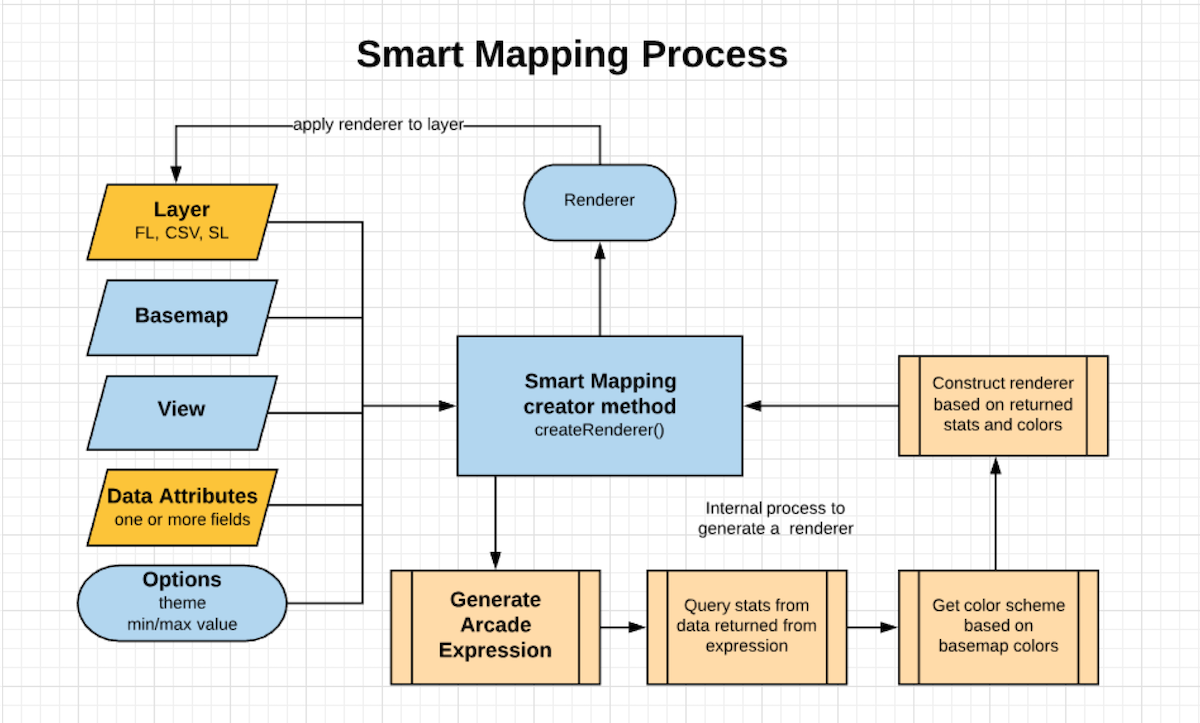 Smart Mapping Process
apply renderer to layer
Layer
FL, CSV, SL
Renderer
Basemap
View
Smart Mapping
creator method
createRenderer()
Construct renderer
based on returned
stats and colors
Data Attributes
one or more fields
Internal process to
generate a  renderer
Options
theme
min/max value
Generate
Arcade
Expression
Query stats from
data returned from
expression
Get color scheme
based on
basemap colors